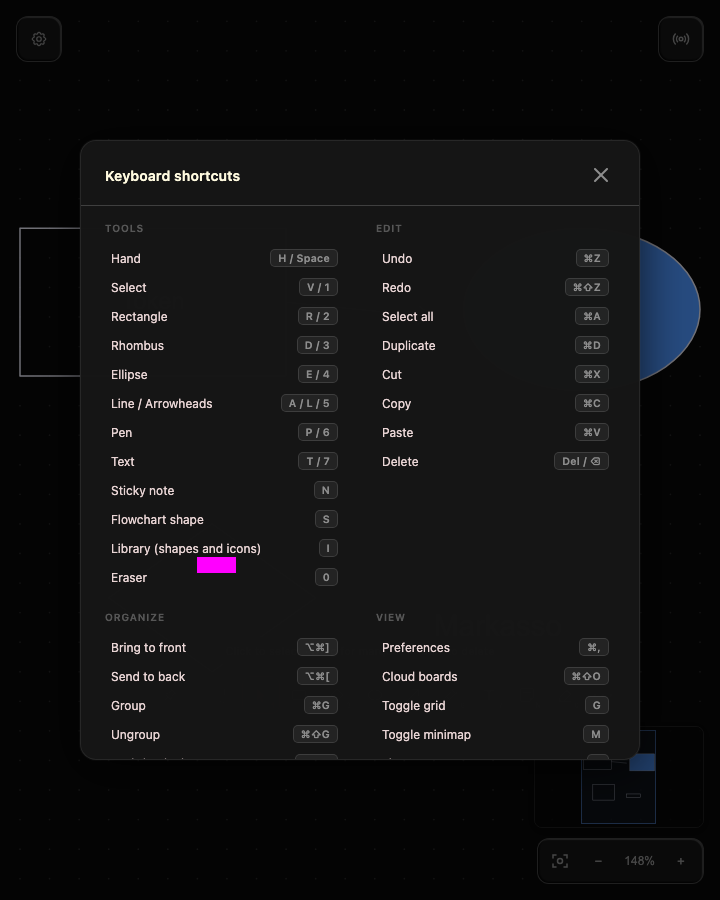 Keyboard shortcuts
TOOLS
Hand H / Space
Select V / 1
Rectangle R / 2
Rhombus D / 3
Ellipse E / 4
Line / Arrowheads A / L / 5
Pen P / 6
Text T / 7
Sticky note N
Flowchart shape S
Library (shapes and icons) I
Eraser 0
EDIT
Undo ⌘Z
Redo ⌘⇧Z
Select all ⌘A
Duplicate ⌘D
Cut ⌘X
Copy ⌘C
Paste ⌘V
Delete Del / ⌫
ORGANIZE
Bring to front ⌥⌘]
Send to back ⌥⌘[
Group ⌘G
Ungroup ⌘⇧G
VIEW
Preferences ⌘,
Cloud boards ⌘⇧O
Toggle grid G
Toggle minimap M
148%